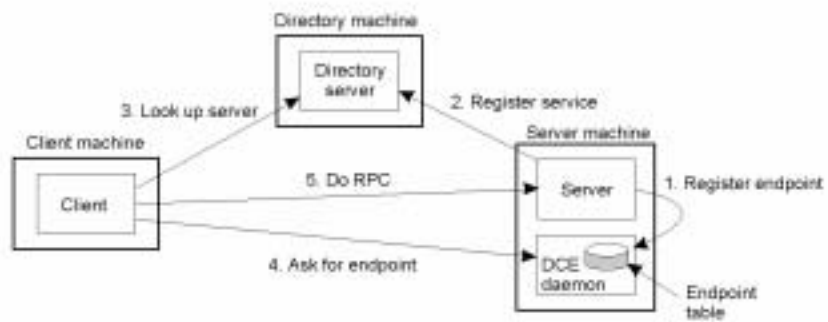 Directory machine
Directory
server
3. Look up server
2. Register service
Client machine
Server machine
Client
5. Do RPC
Server
1. Register endpoint
4. Ask for endpoint
DCE
daemon
Endpoint
table